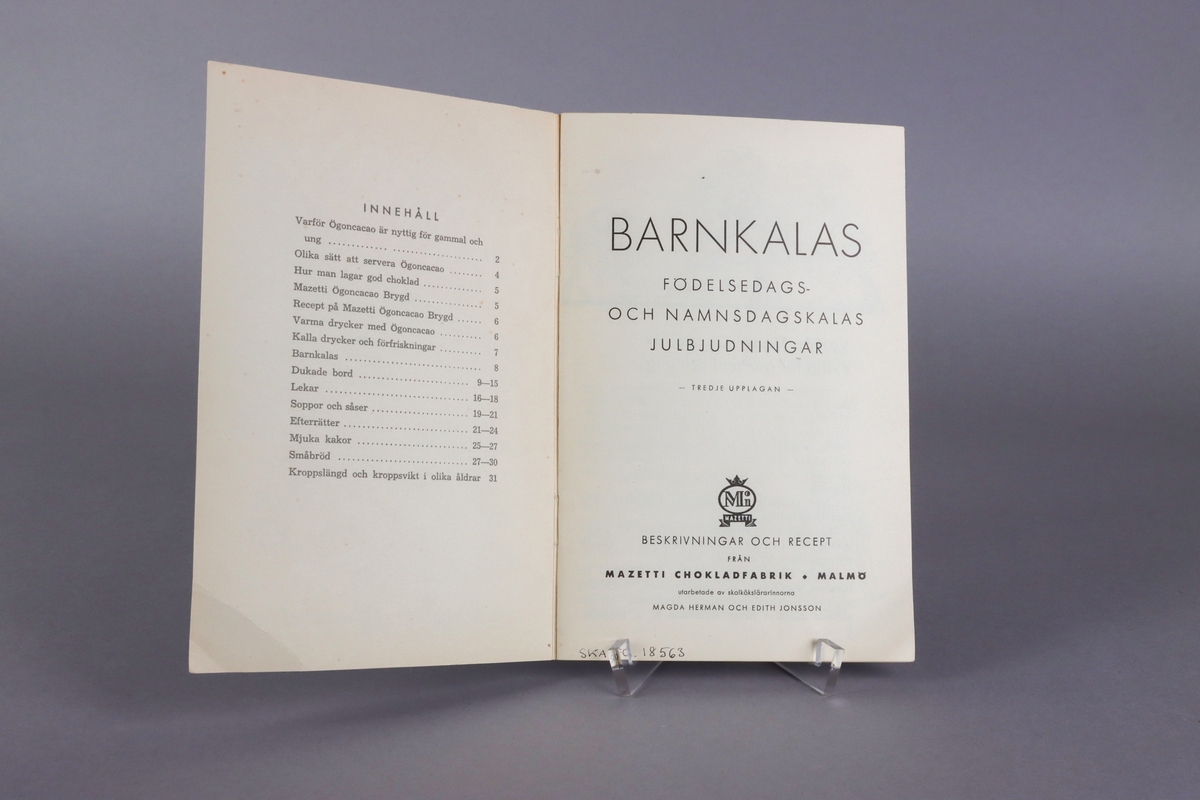 INNEHÅLL
Varför Ögoncacao är nyttig för gammal och
ung .............. .................... 2
Olika sätt att servera Ögoncacao ........ 4
Hur man lagar god choklad .............. 5
Mazetti Ögoncacao Brygd ................ 5
Recept på Mazetti Ögoncacao Brygd ...... 6
Varma drycker med Ögoncacao .......... 6
Kalla drycker och förfriskningar .......... 7
Barnkalas ................................ 8
Dukade bord .......................... 9—15
Lekar ................................ 16—18
Soppor och såser ...................... 19—21
Efterrätter ............................ 21—24
Mjuka kakor .......................... 25—27
Småbröd .............................. 27—30
Kroppslängd och kroppsvikt i olika åldrar 31
BARNKALAS
FÖDELSEDAGS-
OCH NAMNSDAGSKALAS
JULBJUDNINGAR
— TREDJE UPPLAGAN —
MIn
MAZETTI
BESKRIVNINGAR OCH RECEPT
FRÅN
MAZETTI CHOKLADFABRIK • MALMÖ
utarbetade av skolkökslärarinnorna
MAGDA HERMAN OCH EDITH JÖNSSON
18563